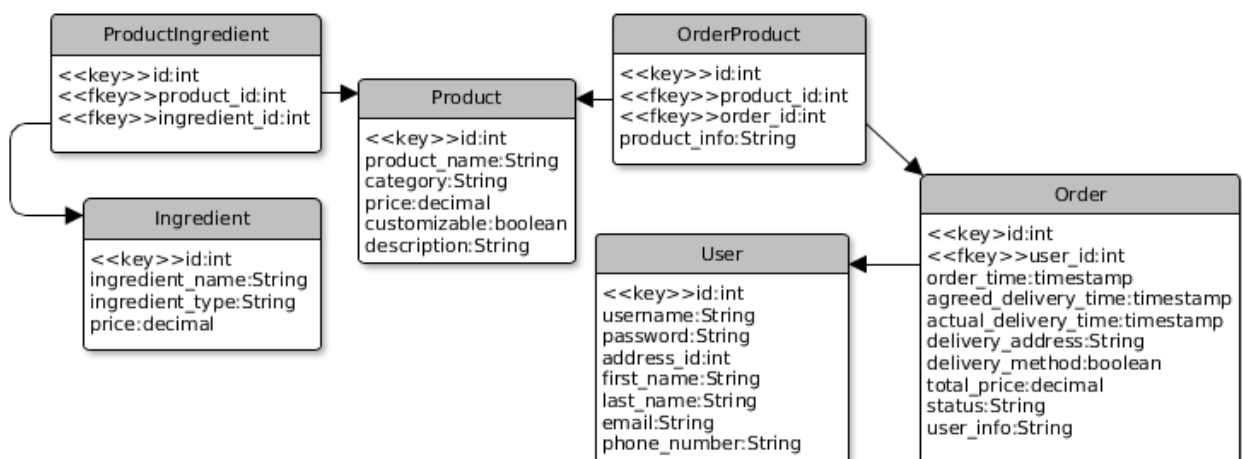 ProductIngredient
<<key>>id:int
<<fkey>>product_id:int
<<fkey>>ingredient_id:int
Product
<<key>>id:int
product_name:String
category:String
price:decimal
customizable:boolean
description:String
OrderProduct
<<key>>id:int
<<fkey>>product_id:int
<<fkey>>order_id:int
product_info:String
Ingredient
<<key>>id:int
ingredient_name:String
ingredient_type:String
price:decimal
User
<<key>>id:int
username:String
password:String
address_id:int
first_name:String
last_name:String
email:String
phone_number:String
Order
<<key>id:int
<<fkey>>user_id:int
order_time:timestamp
agreed_delivery_time:timestamp
actual_delivery_time:timestamp
delivery_address:String
delivery_method:boolean
total_price:decimal
status:String
user_info:String